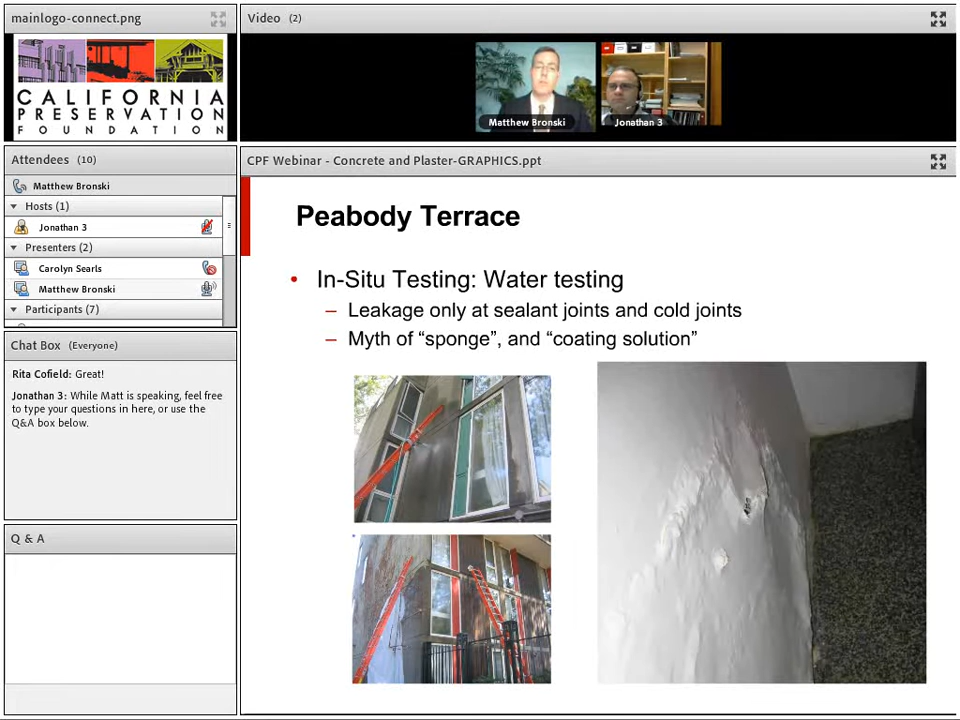 mainlogo-connect.png
CALIFORNIA
PRESERVATION
FOUNDATION
Video (2)
Matthew Bronski
Jonathan 3
Attendees (10)
Matthew Bronski
Hosts (1)
Jonathan 3
Presenters (2)
Carolyn Searls
Matthew Bronski
Participants (7)
Chat Box (Everyone)
Rita Cofield: Great!
Jonathan 3: While Matt is speaking, feel free
to type your questions in here, or use the
Q&A box below.
Q & A
CPF Webinar - Concrete and Plaster-GRAPHICS.ppt
Peabody Terrace
• In-Situ Testing: Water testing
– Leakage only at sealant joints and cold joints
– Myth of “sponge”, and “coating solution”